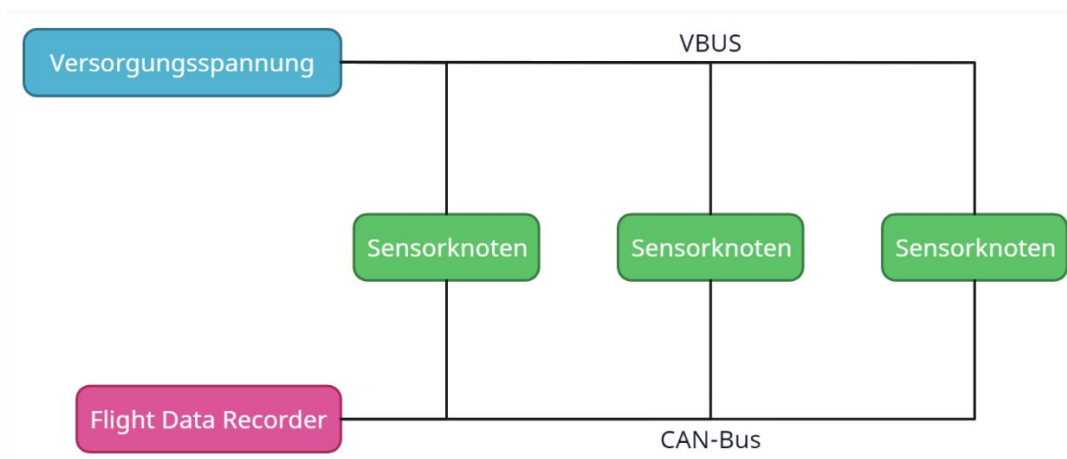 VBUS
Versorgungsspannung
Sensorknoten
Sensorknoten
Sensorknoten
Flight Data Recorder
CAN-Bus